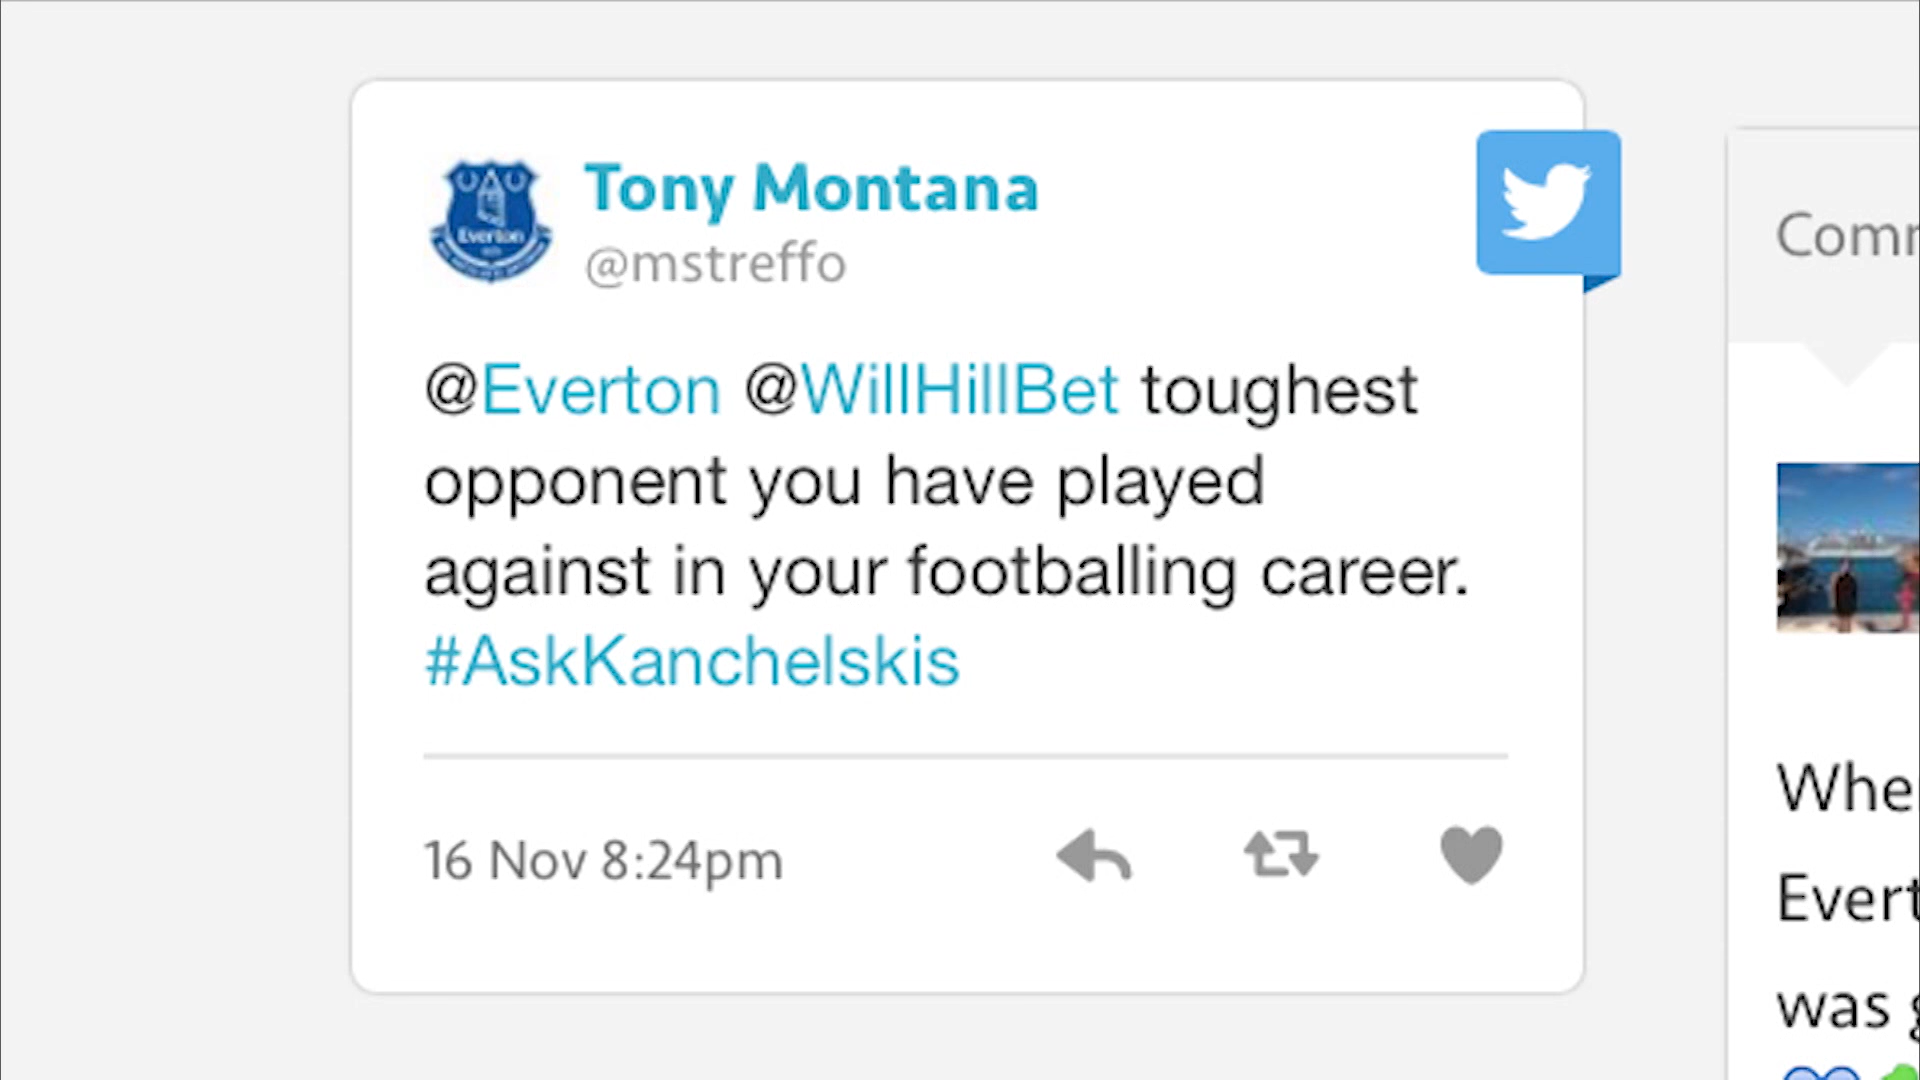 Tony Montana
@mstreffo
@Everton @WillHillBet toughest
opponent you have played
against in your footballing career.
#AskKanchelskis
16 Nov 8:24pm
Everton
Whe
Evert
was